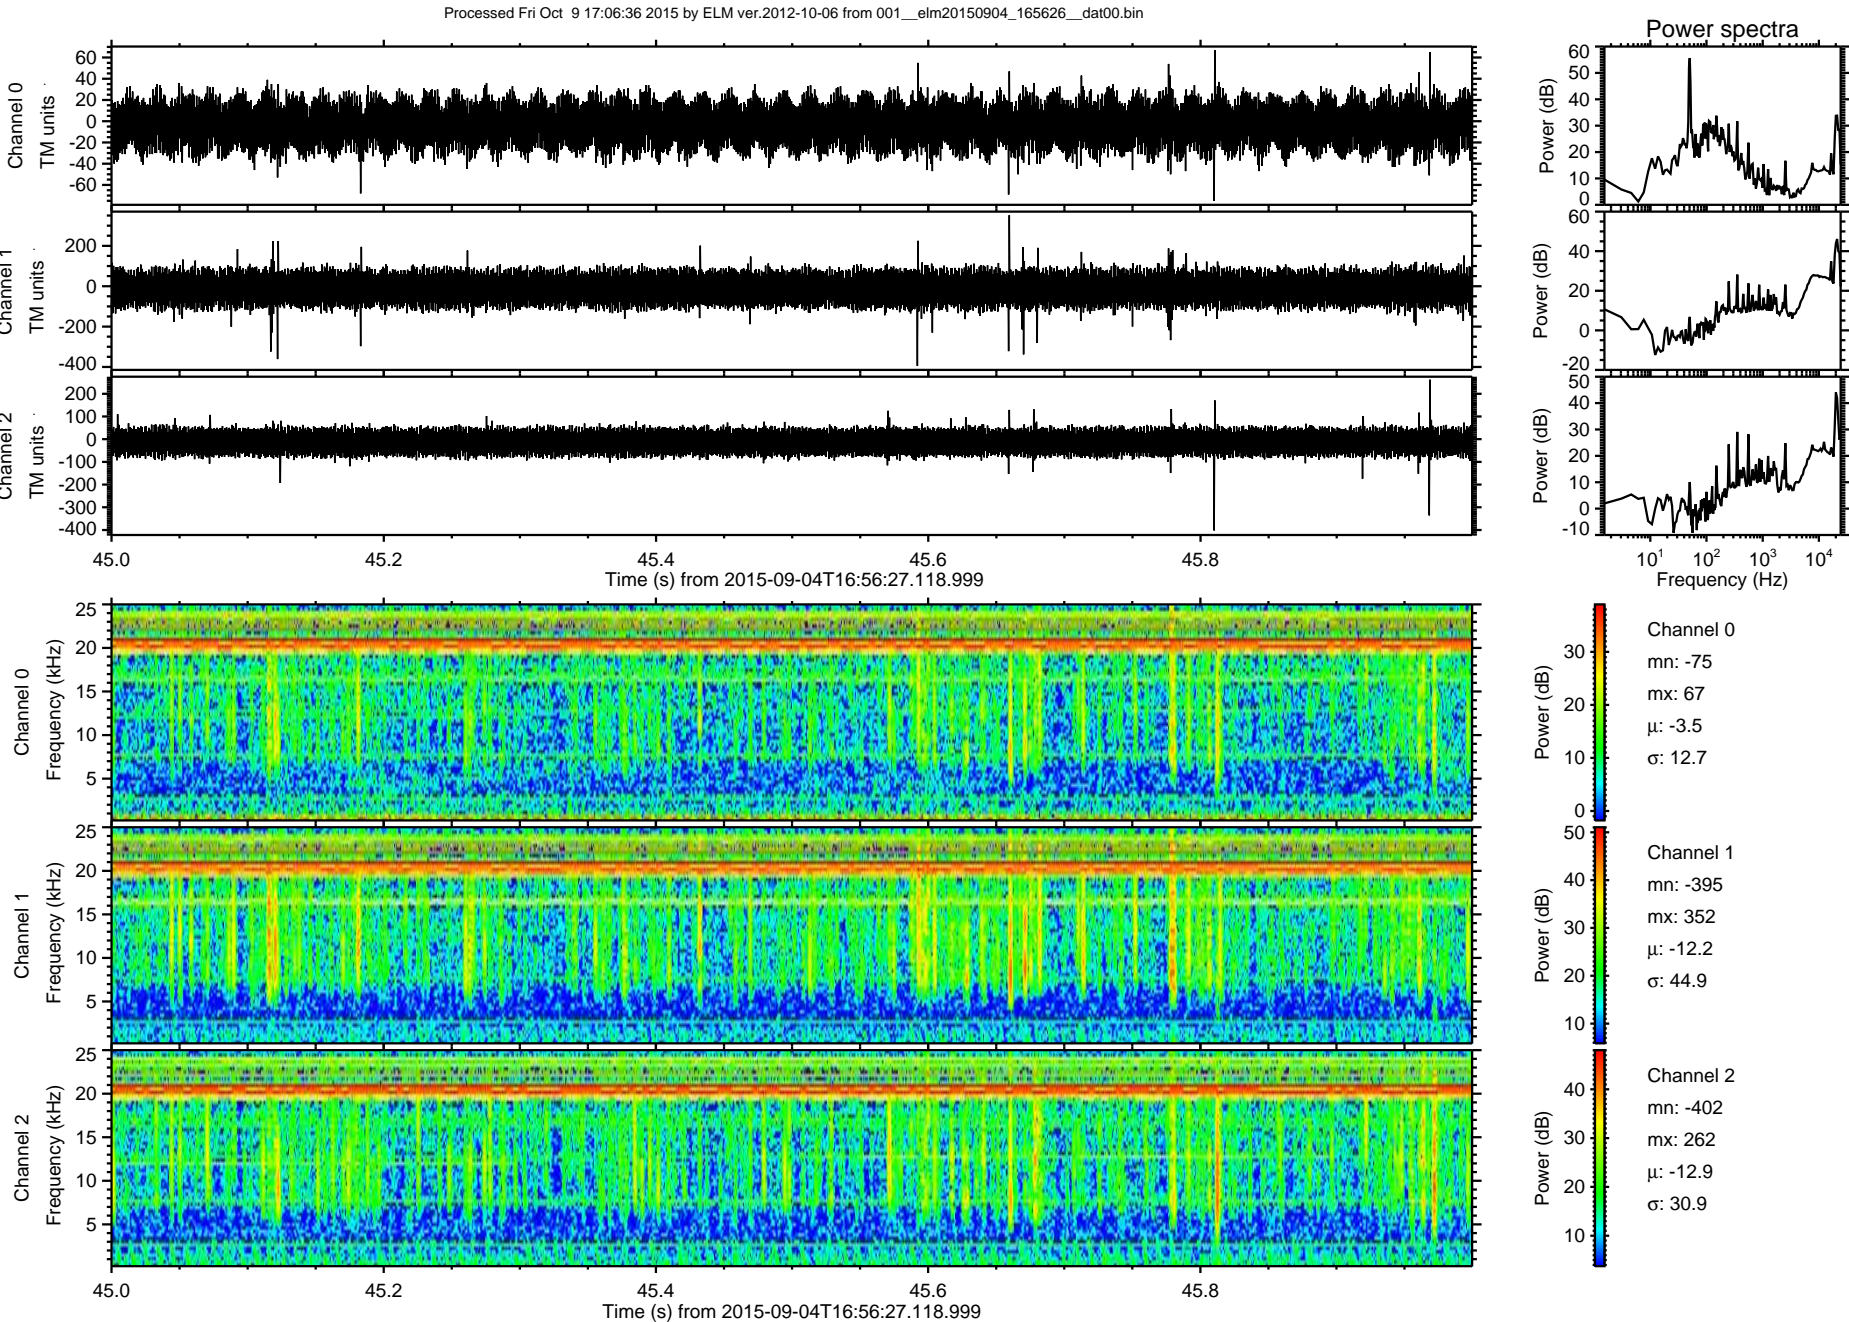 Processed Fri Oct  9 17:06:36 2015 by ELM ver.2012-10-06 from 001__elm20150904_165626__dat00.bin
Power spectra
Channel 0
TM units
60
40
20
0
-20
-40
-60
Power (dB)
60
50
40
30
20
10
0
Channel 1
TM units
200
0
-200
-400
Power (dB)
60
40
20
0
-20
Channel 2
TM units
200
100
0
-100
-200
-300
-400
Power (dB)
50
40
30
20
10
0
-10
45.0 45.2 45.4 45.6 45.8
Time (s) from 2015-09-04T16:56:27.118.999
10¹ 10² 10³ 10⁴
Frequency (Hz)
Channel 0
Frequency (kHz)
25
20
15
10
5
Power (dB)
30
20
10
0
Channel 0
mn: -75
mx: 67
μ: -3.5
σ: 12.7
Channel 1
Frequency (kHz)
25
20
15
10
5
Power (dB)
50
40
30
20
10
Channel 1
mn: -395
mx: 352
μ: -12.2
σ: 44.9
Channel 2
Frequency (kHz)
25
20
15
10
5
Power (dB)
40
30
20
10
Channel 2
mn: -402
mx: 262
μ: -12.9
σ: 30.9
45.0 45.2 45.4 45.6 45.8
Time (s) from 2015-09-04T16:56:27.118.999